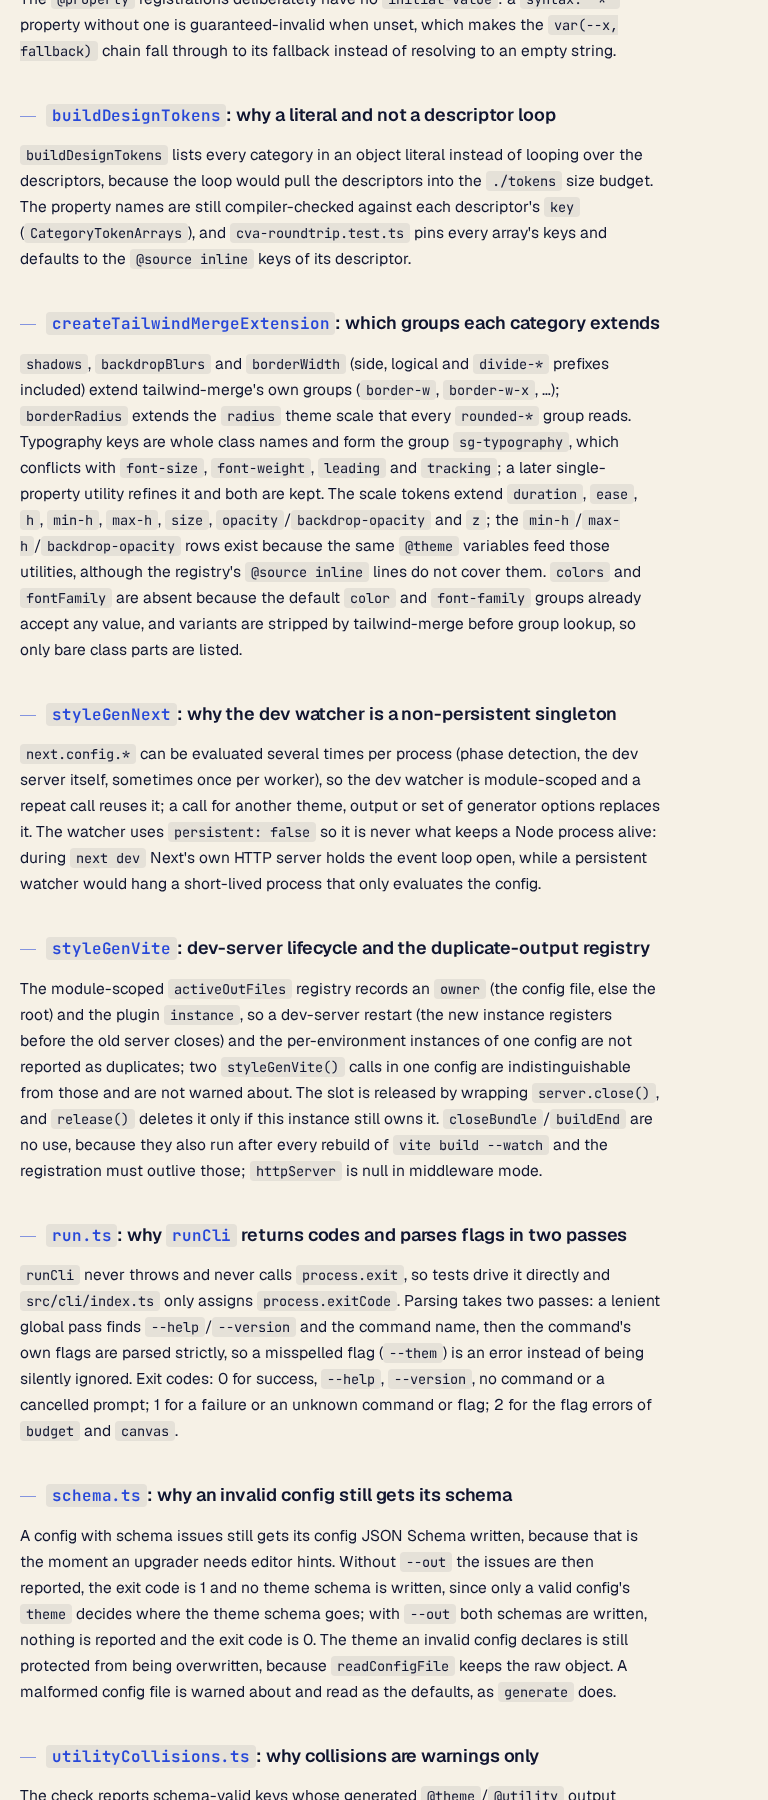 The @property registrations deliberately have no initial-value: a syntax: "*"
property without one is guaranteed-invalid when unset, which makes the var(--x,
fallback) chain fall through to its fallback instead of resolving to an empty string.
— buildDesignTokens: why a literal and not a descriptor loop
buildDesignTokens lists every category in an object literal instead of looping over the
descriptors, because the loop would pull the descriptors into the ./tokens size budget.
The property names are still compiler-checked against each descriptor's key
(CategoryTokenArrays), and cva-roundtrip.test.ts pins every array's keys and
defaults to the @source inline keys of its descriptor.
— createTailwindMergeExtension: which groups each category extends
shadows, backdropBlurs and borderWidth (side, logical and divide-* prefixes
included) extend tailwind-merge's own groups (border-w, border-w-x, …);
borderRadius extends the radius theme scale that every rounded-* group reads.
Typography keys are whole class names and form the group sg-typography, which
conflicts with font-size, font-weight, leading and tracking; a later single-
property utility refines it and both are kept. The scale tokens extend duration, ease,
h, min-h, max-h, size, opacity/backdrop-opacity and z; the min-h/max-
h/backdrop-opacity rows exist because the same @theme variables feed those
utilities, although the registry's @source inline lines do not cover them. colors and
fontFamily are absent because the default color and font-family groups already
accept any value, and variants are stripped by tailwind-merge before group lookup, so
only bare class parts are listed.
— styleGenNext: why the dev watcher is a non-persistent singleton
next.config.* can be evaluated several times per process (phase detection, the dev
server itself, sometimes once per worker), so the dev watcher is module-scoped and a
repeat call reuses it; a call for another theme, output or set of generator options replaces
it. The watcher uses persistent: false so it is never what keeps a Node process alive:
during next dev Next's own HTTP server holds the event loop open, while a persistent
watcher would hang a short-lived process that only evaluates the config.
— styleGenVite: dev-server lifecycle and the duplicate-output registry
The module-scoped activeOutFiles registry records an owner (the config file, else the
root) and the plugin instance, so a dev-server restart (the new instance registers
before the old server closes) and the per-environment instances of one config are not
reported as duplicates; two styleGenVite() calls in one config are indistinguishable
from those and are not warned about. The slot is released by wrapping server.close(),
and release() deletes it only if this instance still owns it. closeBundle/buildEnd are
no use, because they also run after every rebuild of vite build --watch and the
registration must outlive those; httpServer is null in middleware mode.
— run.ts: why runCli returns codes and parses flags in two passes
runCli never throws and never calls process.exit, so tests drive it directly and
src/cli/index.ts only assigns process.exitCode. Parsing takes two passes: a lenient
global pass finds --help/--version and the command name, then the command's
own flags are parsed strictly, so a misspelled flag (--them) is an error instead of being
silently ignored. Exit codes: 0 for success, --help, --version, no command or a
cancelled prompt; 1 for a failure or an unknown command or flag; 2 for the flag errors of
budget and canvas.
— schema.ts: why an invalid config still gets its schema
A config with schema issues still gets its config JSON Schema written, because that is
the moment an upgrader needs editor hints. Without --out the issues are then
reported, the exit code is 1 and no theme schema is written, since only a valid config's
theme decides where the theme schema goes; with --out both schemas are written,
nothing is reported and the exit code is 0. The theme an invalid config declares is still
protected from being overwritten, because readConfigFile keeps the raw object. A
malformed config file is warned about and read as the defaults, as generate does.
— utilityCollisions.ts: why collisions are warnings only
The check reports schema-valid keys whose generated @theme/@utility output